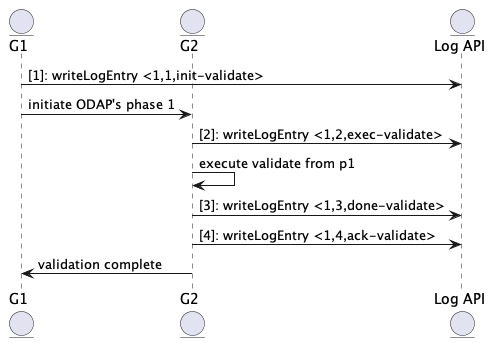 G1 G2 Log API
[1]: writeLogEntry <1,1,init-validate>
initiate ODAP's phase 1
[2]: writeLogEntry <1,2,exec-validate>
execute validate from p1
[3]: writeLogEntry <1,3,done-validate>
[4]: writeLogEntry <1,4,ack-validate>
validation complete
G1 G2 Log API